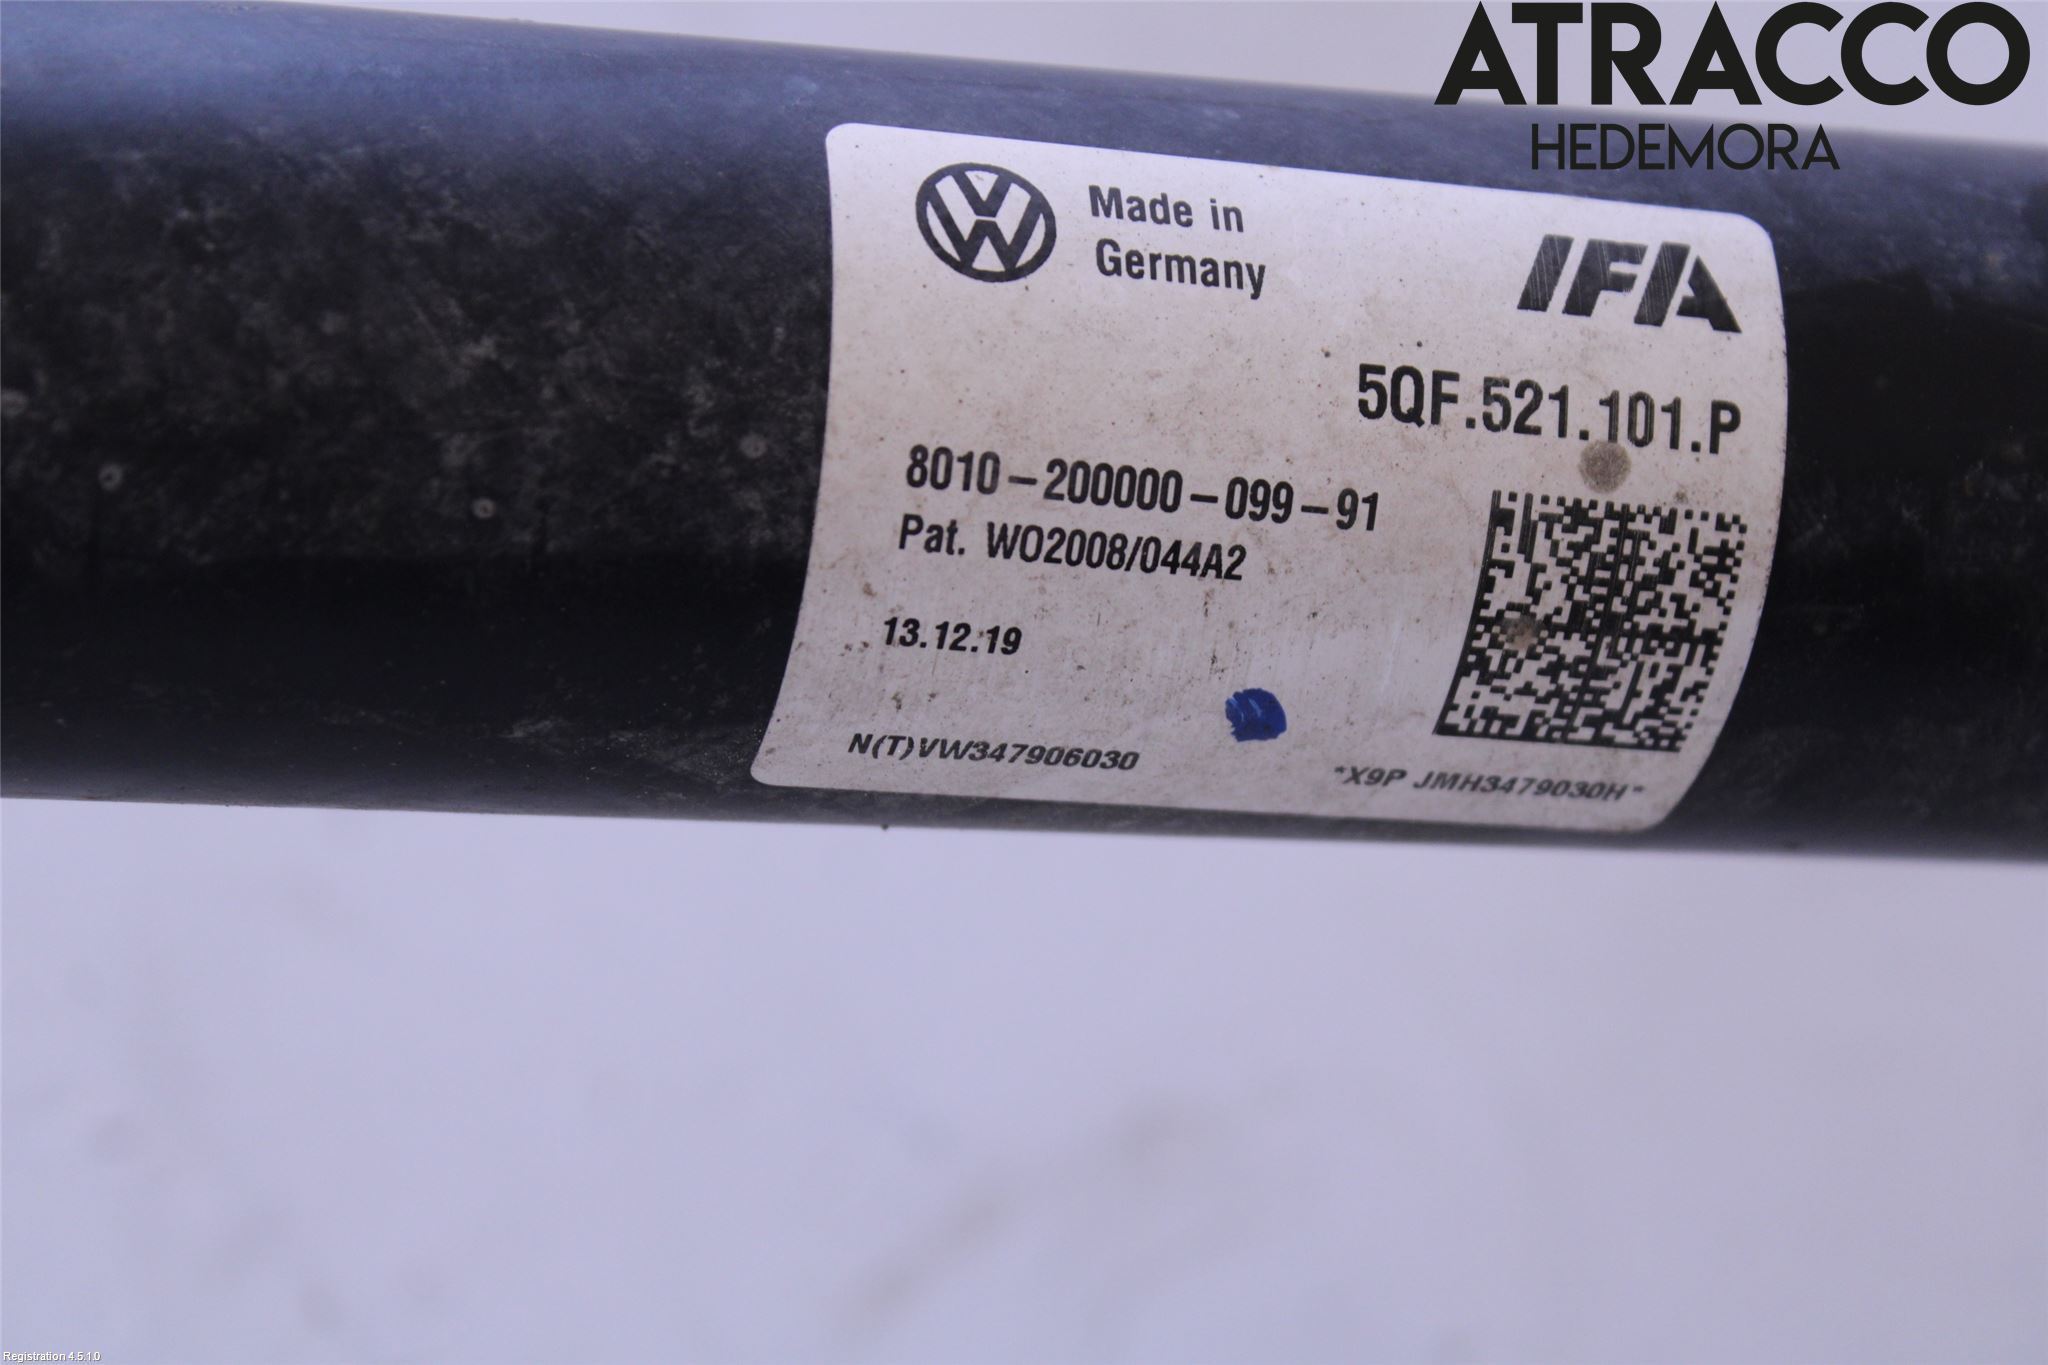 ATRACCO
HEDEMORA
Made in
Germany
IFA
5QF.521.101.P
8010-200000-099-91
Pat. WO2008/044A2
13.12.19
N(T)VW347906030
*X9P JMH3479030H*
Registration 4.5.1.0